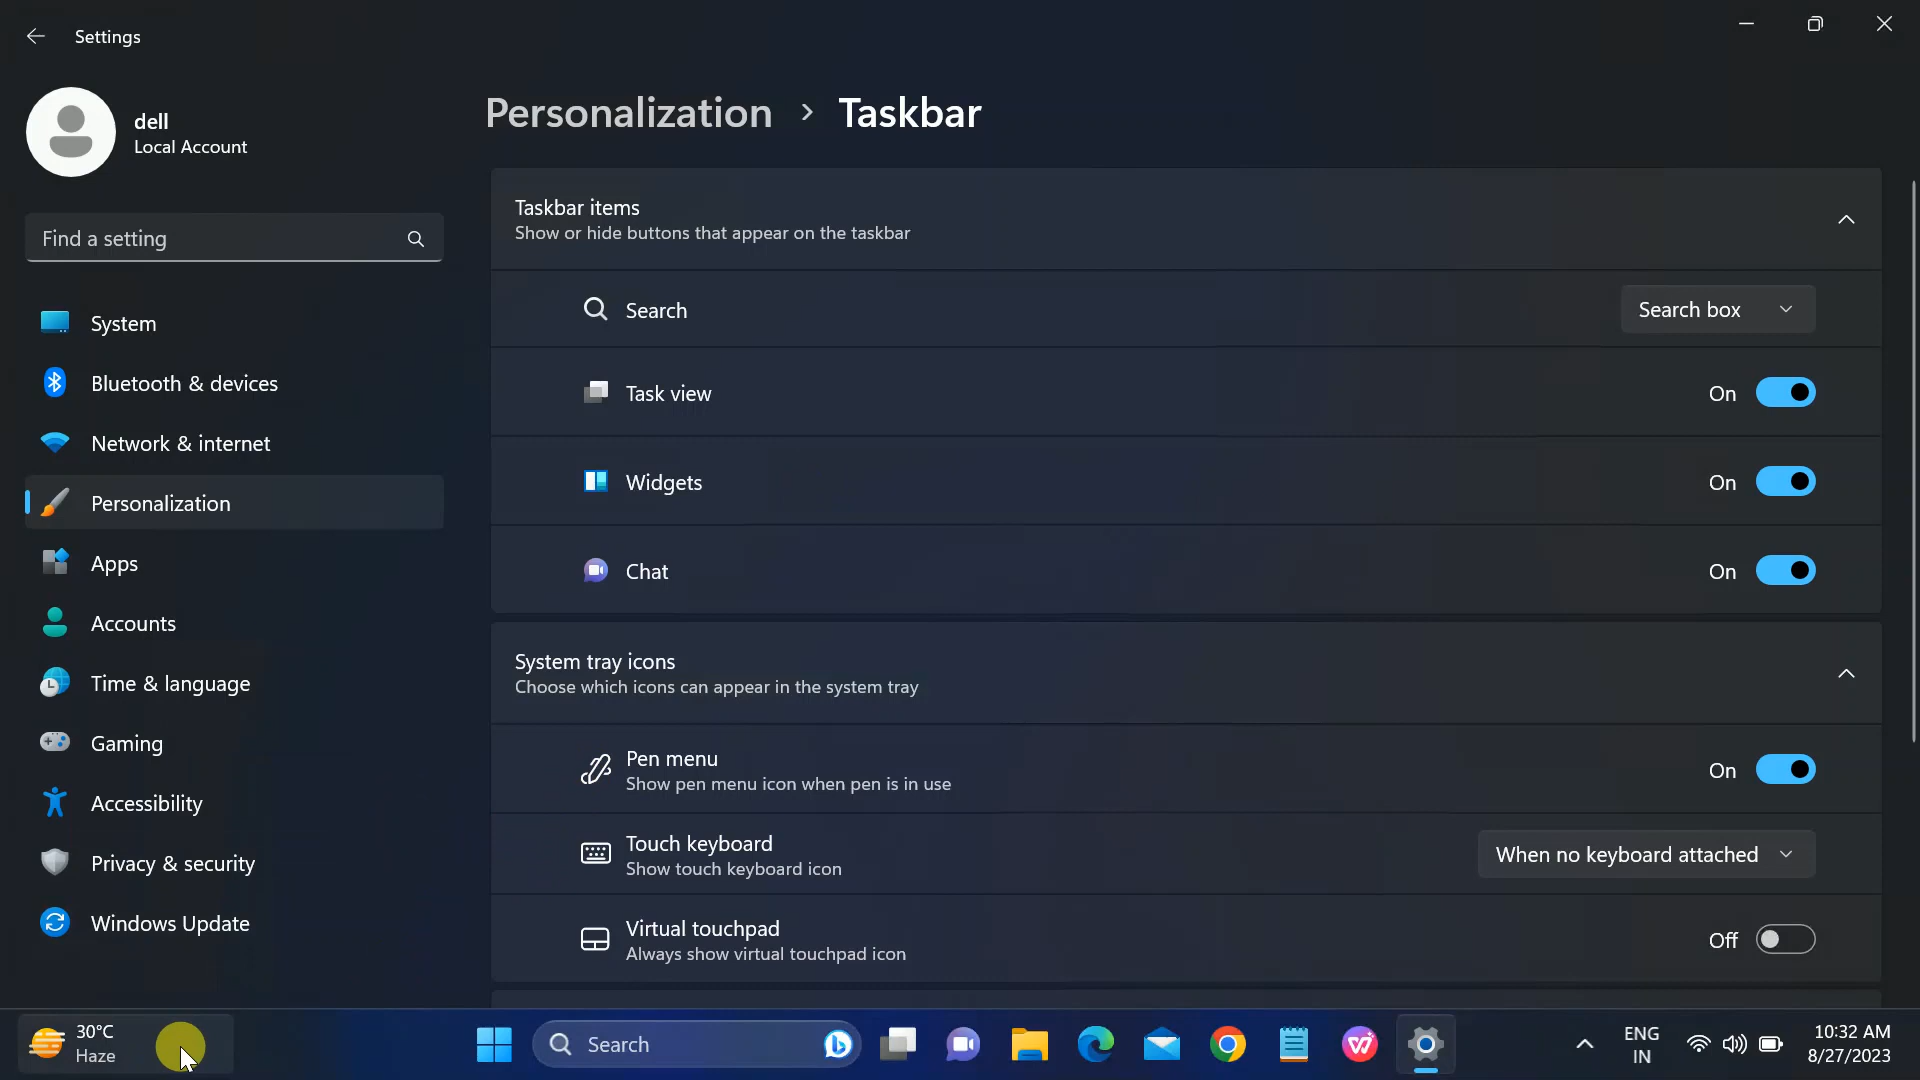 Settings
dell
Local Account
Find a setting
System
Bluetooth & devices
Network & internet
Personalization
Apps
Accounts
Time & language
Gaming
Accessibility
Privacy & security
Windows Update
Personalization > Taskbar
Taskbar items
Show or hide buttons that appear on the taskbar
Search
Search box
Task view
On
Widgets
On
Chat
On
System tray icons
Choose which icons can appear in the system tray
Pen menu
Show pen menu icon when pen is in use
On
Touch keyboard
Show touch keyboard icon
When no keyboard attached
Virtual touchpad
Always show virtual touchpad icon
Off
30°C
Haze
Search
ENG
IN
10:32 AM
8/27/2023